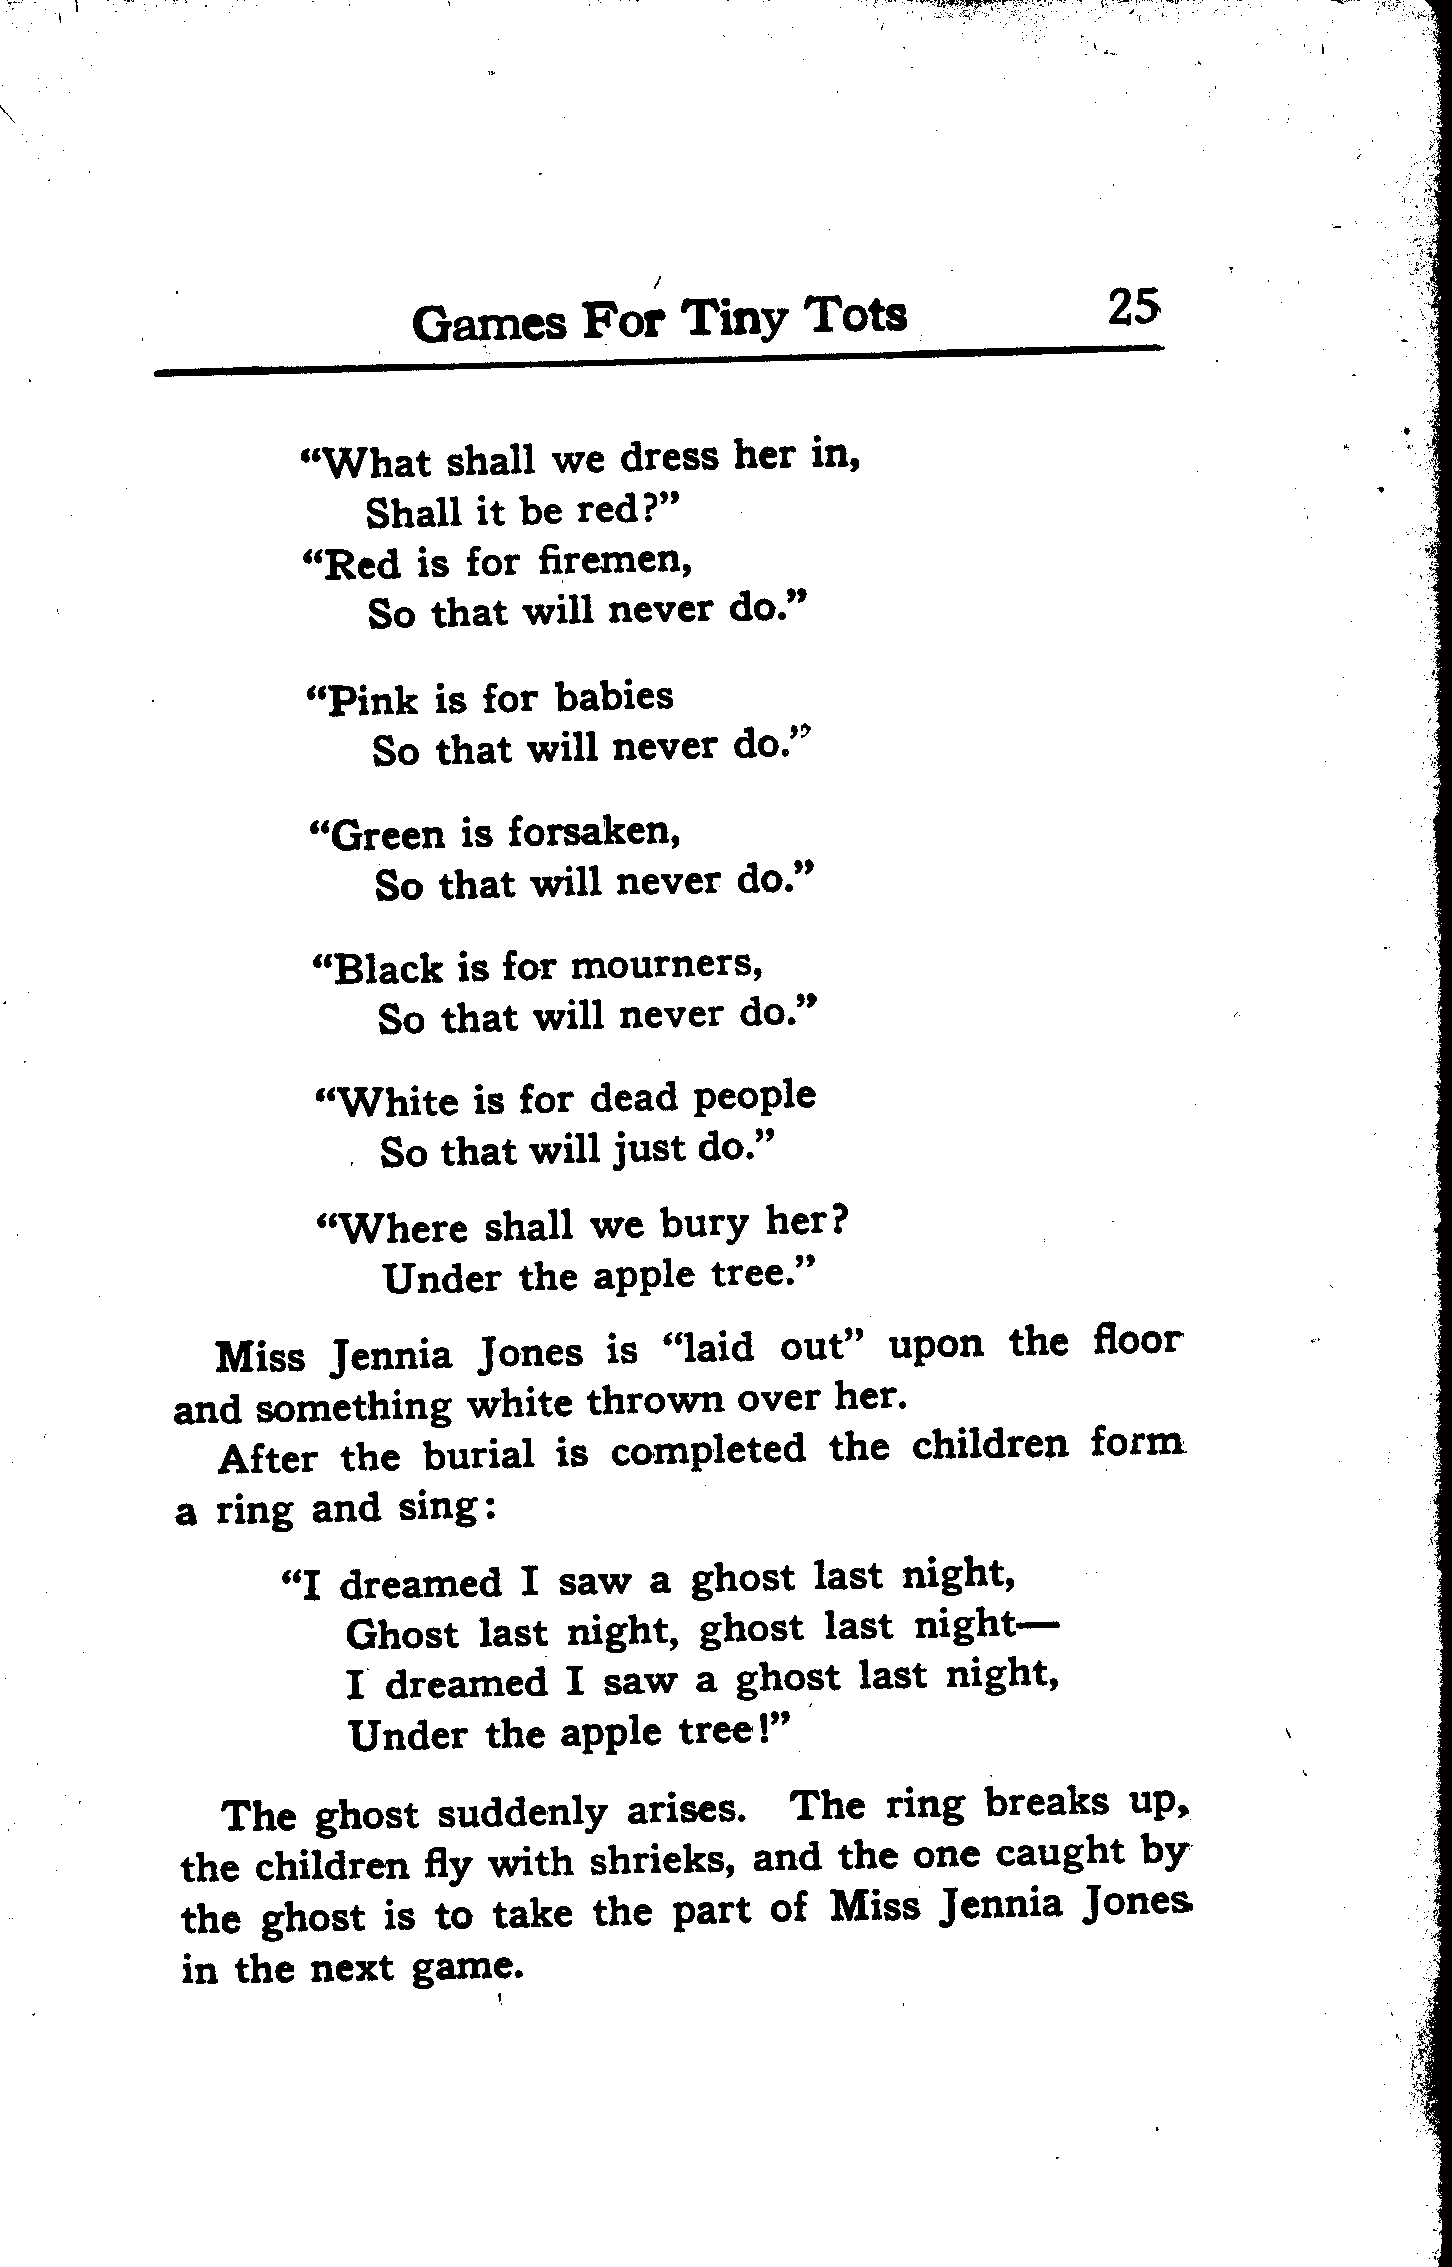 Games For Tiny Tots 25
“What shall we dress her in,
Shall it be red?”
“Red is for firemen,
So that will never do.”
“Pink is for babies
So that will never do.”
“Green is forsaken,
So that will never do.”
“Black is for mourners,
So that will never do.”
“White is for dead people
So that will just do.”
“Where shall we bury her?
Under the apple tree.”
Miss Jennia Jones is “laid out” upon the floor
and something white thrown over her.
After the burial is completed the children form
a ring and sing:
“I dreamed I saw a ghost last night,
Ghost last night, ghost last night—
I dreamed I saw a ghost last night,
Under the apple tree!”
The ghost suddenly arises. The ring breaks up,
the children fly with shrieks, and the one caught by
the ghost is to take the part of Miss Jennia Jones
in the next game.